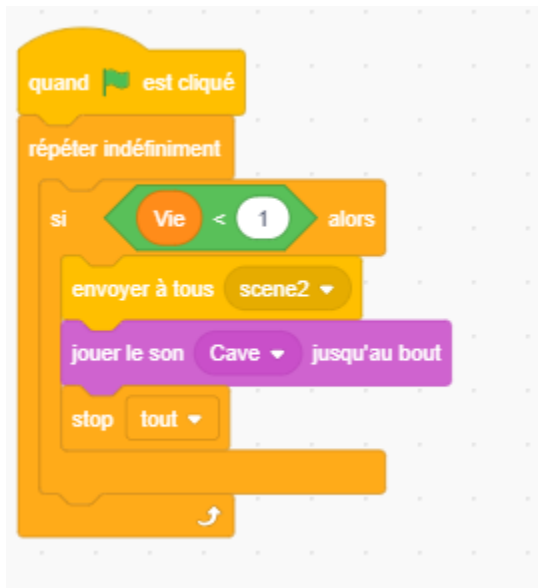 quand est cliqué
répéter indéfiniment
si Vie < 1 alors
envoyer à tous scene2
jouer le son Cave jusqu'au bout
stop tout